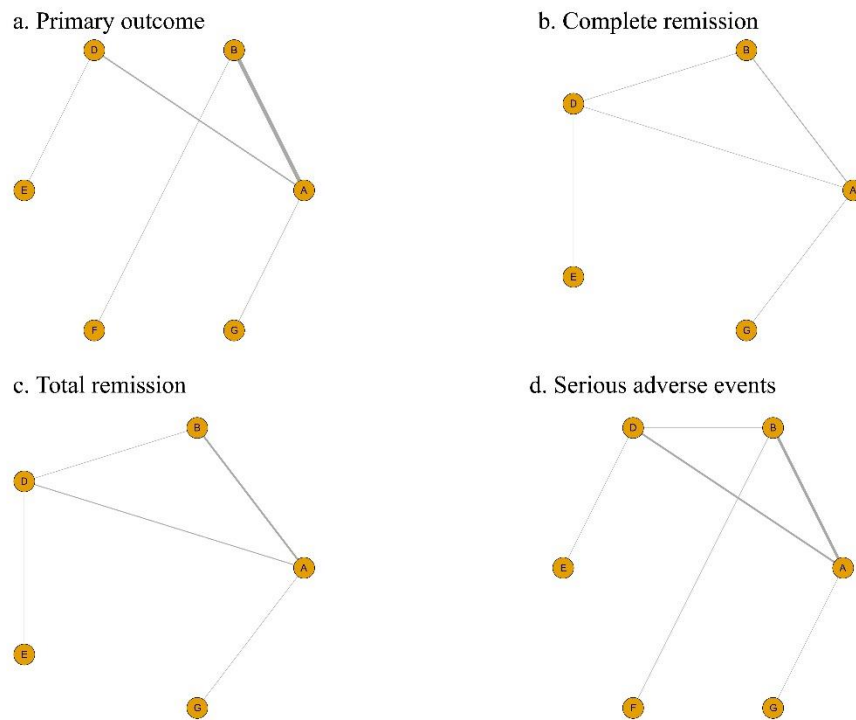 a. Primary outcome
b. Complete remission
D
B
E
A
F
G
B
D
A
E
G
c. Total remission
d. Serious adverse events
B
D
A
E
G
D
B
E
A
F
G